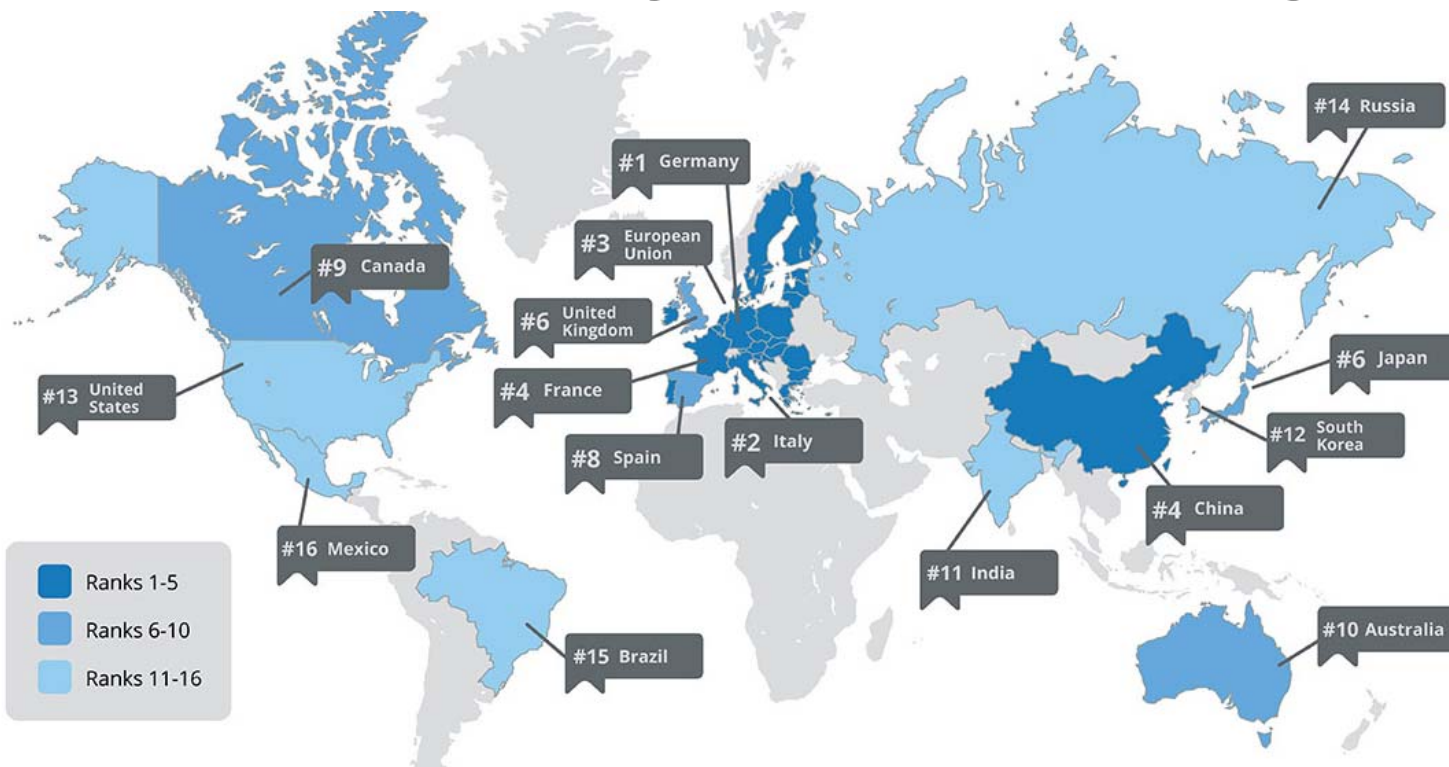 #14 Russia
#1 Germany
#3 European
Union
#9 Canada
#6 United
Kingdom
#6 Japan
#13 United
States
#4 France
#12 South
Korea
#2 Italy
#8 Spain
#4 China
#16 Mexico
#11 India
Ranks 1-5
Ranks 6-10
#10 Australia
#15 Brazil
Ranks 11-16